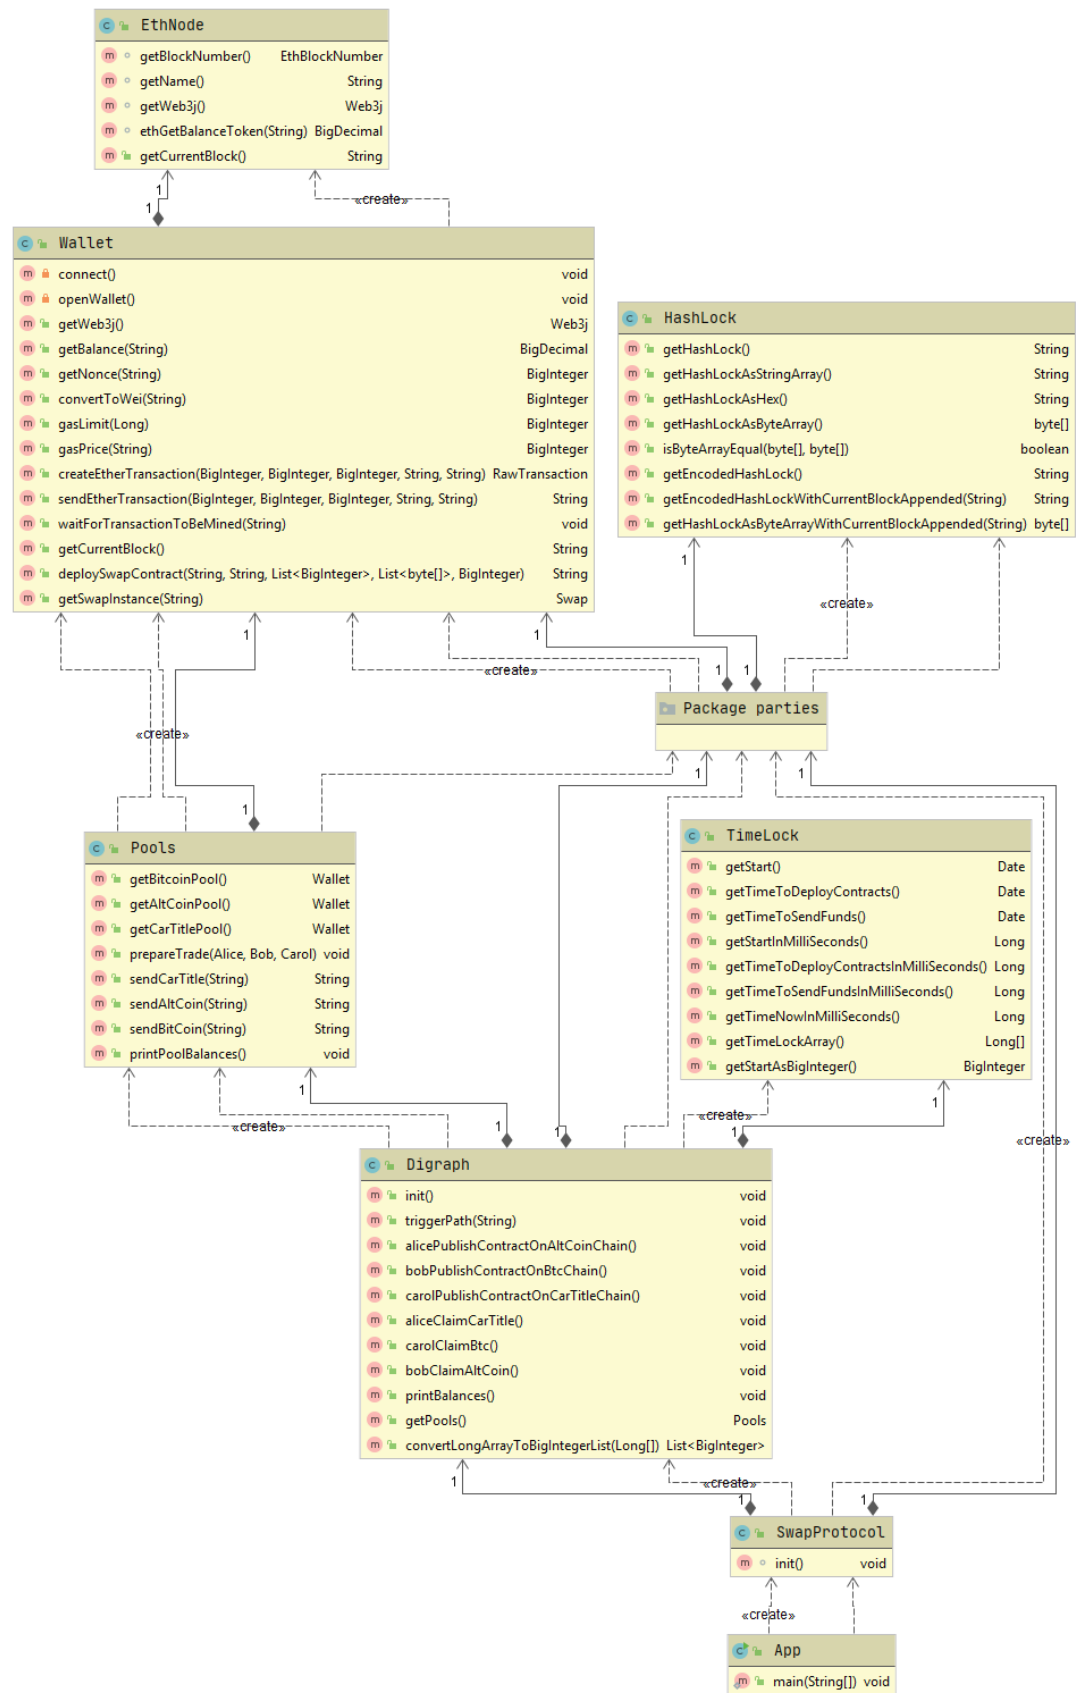 EthNode
getBlockNumber() EthBlockNumber
getName() String
getWeb3j() Web3j
ethGetBalanceToken(String) BigDecimal
getCurrentBlock() String
1
1
«create»
Wallet
connect() void
openWallet() void
getWeb3j() Web3j
getBalance(String) BigDecimal
getNonce(String) BigInteger
convertToWei(String) BigInteger
gasLimit(Long) BigInteger
gasPrice(String) BigInteger
createEtherTransaction(BigInteger, BigInteger, BigInteger, String, String) RawTransaction
sendEtherTransaction(BigInteger, BigInteger, BigInteger, String, String) String
waitForTransactionToBeMined(String) void
getCurrentBlock() String
deploySwapContract(String, String, List<BigInteger>, List<byte[]>, BigInteger) String
getSwapInstance(String) Swap
HashLock
getHashLock() String
getHashLockAsStringArray() String
getHashLockAsHex() String
getHashLockAsByteArray() byte[]
isByteArrayEqual(byte[], byte[]) boolean
getEncodedHashLock() String
getEncodedHashLockWithCurrentBlockAppended(String) String
getHashLockAsByteArrayWithCurrentBlockAppended(String) byte[]
1
«create»
1
1
«create»
1
1
Package parties
«create»
1
1
1
Pools
getBitcoinPool() Wallet
getAltCoinPool() Wallet
getCarTitlePool() Wallet
prepareTrade(Alice, Bob, Carol) void
sendCarTitle(String) String
sendAltCoin(String) String
sendBitCoin(String) String
printPoolBalances() void
TimeLock
getStart() Date
getTimeToDeployContracts() Date
getTimeToSendFunds() Date
getStartInMilliSeconds() Long
getTimeToDeployContractsInMilliSeconds() Long
getTimeToSendFundsInMilliSeconds() Long
getTimeNowInMilliSeconds() Long
getTimeLockArray() Long[]
getStartAsBigInteger() BigInteger
1
1
«create»
«create»
1
1
1
«create»
Digraph
init() void
triggerPath(String) void
alicePublishContractOnAltCoinChain() void
bobPublishContractOnBtcChain() void
carolPublishContractOnCarTitleChain() void
aliceClaimCarTitle() void
carolClaimBtc() void
bobClaimAltCoin() void
printBalances() void
getPools() Pools
convertLongArrayToBigIntegerList(Long[]) List<BigInteger>
1
«create»
1
1
SwapProtocol
init() void
«create»
App
main(String[]) void